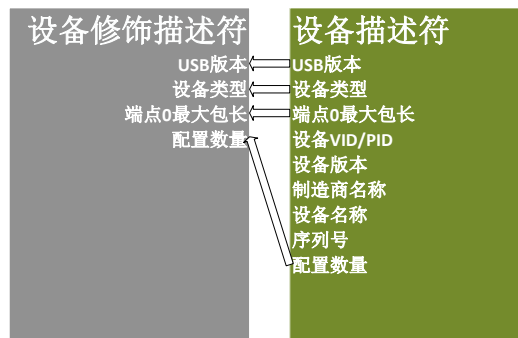 设备修饰描述符
USB版本
设备类型
端点0最大包长
配置数量
设备描述符
USB版本
设备类型
端点0最大包长
设备VID/PID
设备版本
制造商名称
设备名称
序列号
配置数量